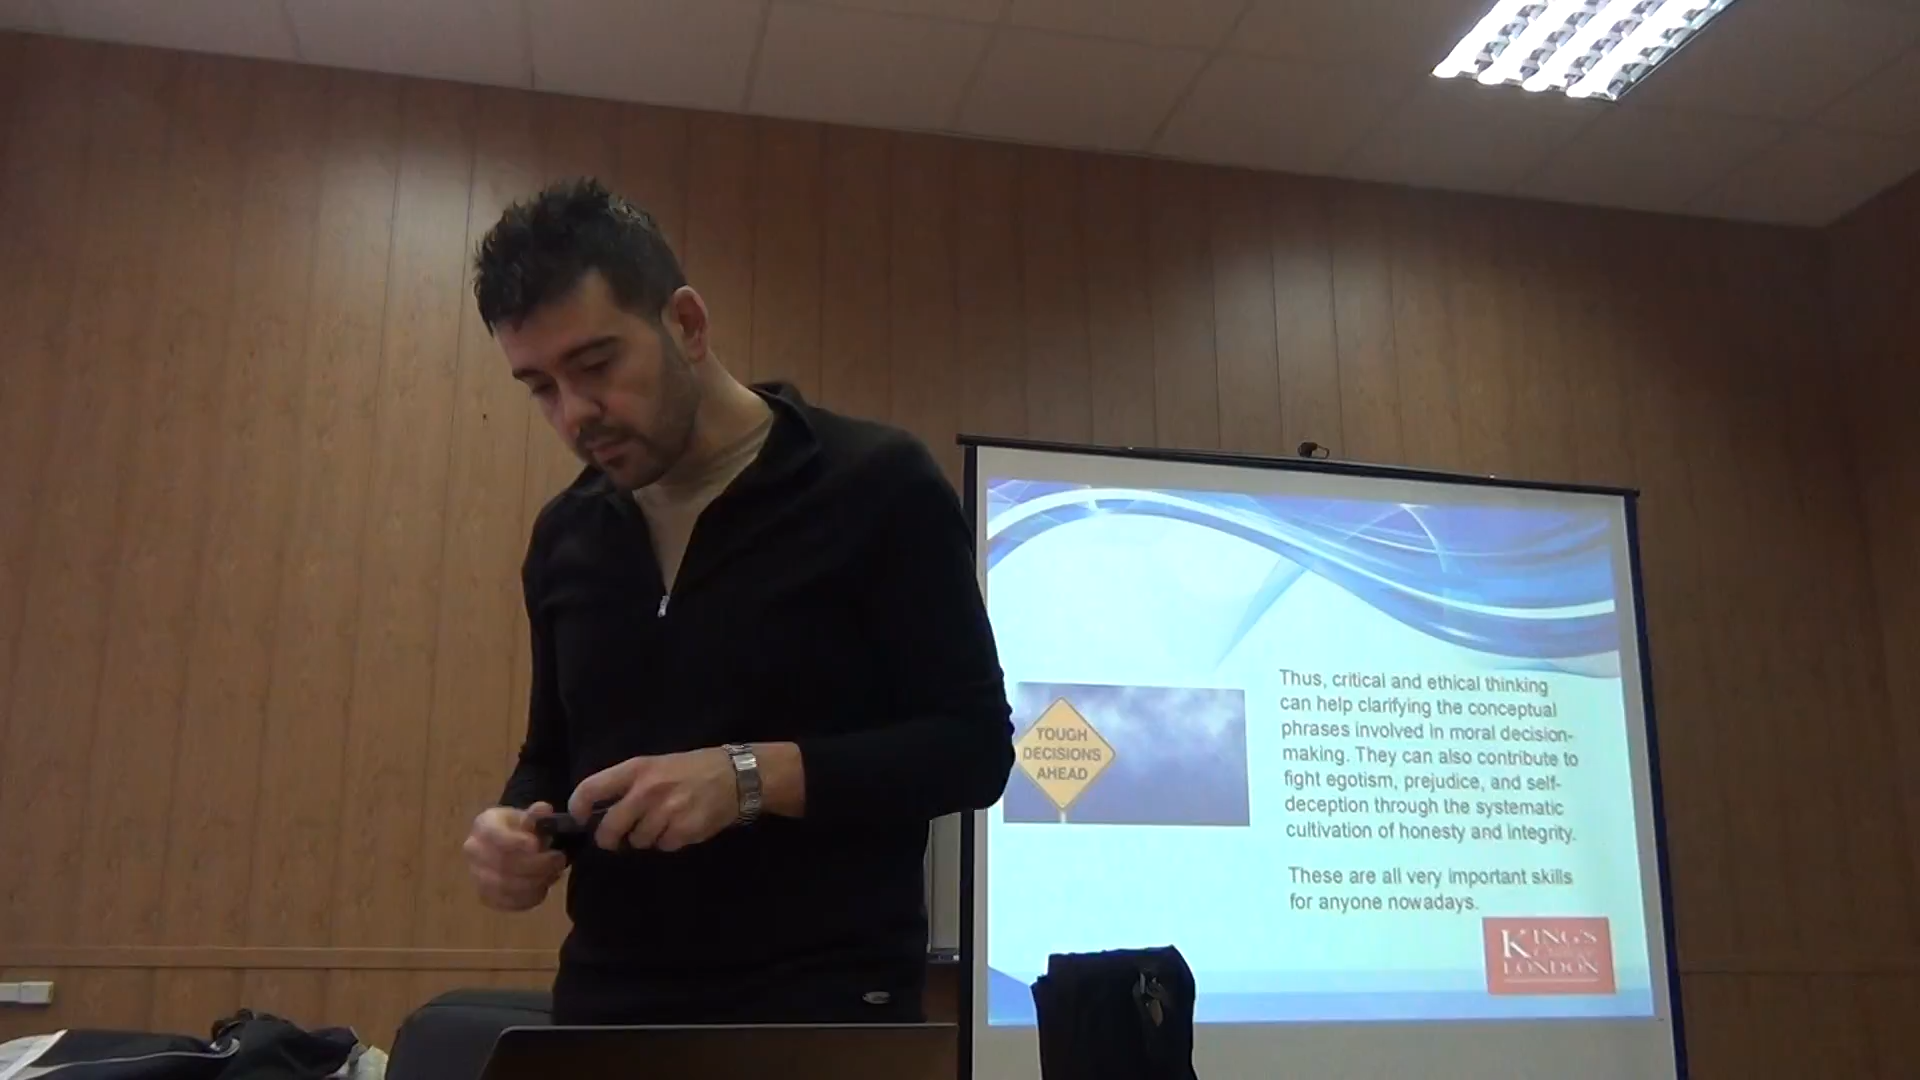 TOUGH
DECISIONS
AHEAD
Thus, critical and ethical thinking
can help clarifying the conceptual
phrases involved in moral decision-
making. They can also contribute to
fight egotism, prejudice, and self-
deception through the systematic
cultivation of honesty and integrity.
These are all very important skills
for anyone nowadays.
KING'S
LONDON